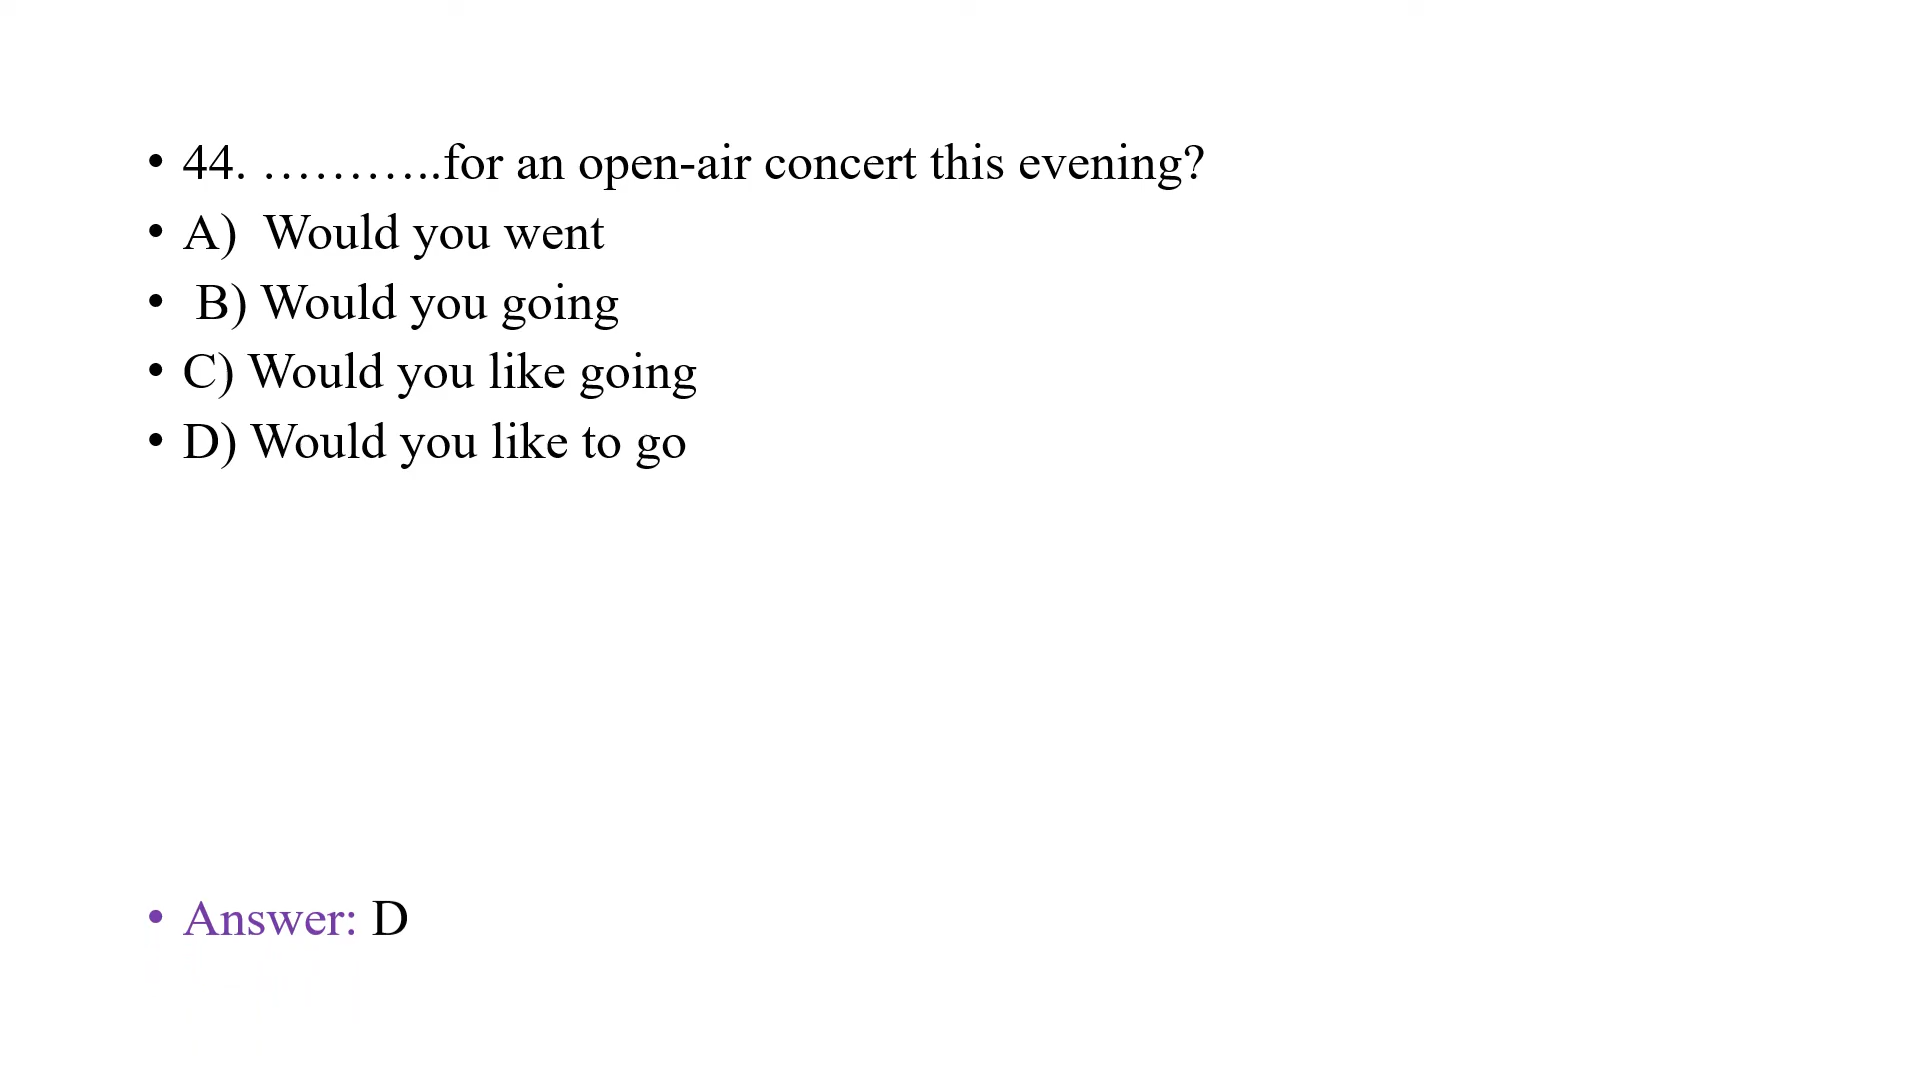 • 44. ………..for an open-air concert this evening?
• A)  Would you went
•  B) Would you going
• C) Would you like going
• D) Would you like to go
• Answer: D